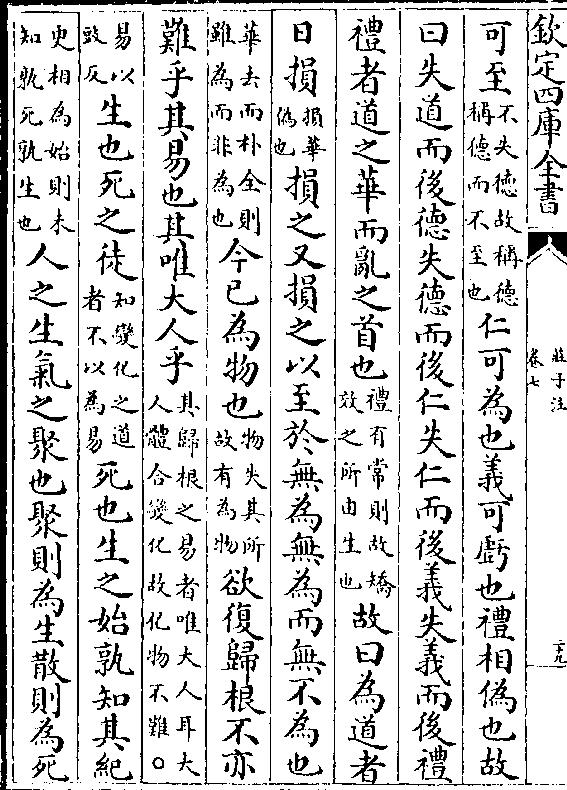 欽定四庫全書
莊子注
卷七
二十九
可至不失德故稱德稱德而不至也仁可為也義可虧也禮相偽也故
曰失道而後德失德而後仁失仁而後義失義而後禮
禮者道之華而亂之首也禮有常則故矯效之所由生也故曰為道者
日損損華偽也損之又損之以至於無為無為而無不為也
華去而朴全則雖為而非為也今已為物也物失其所故有為物欲復歸根不亦
難乎其易也其唯大人乎其歸根之易者唯大人耳大人體合變化故化物不難○
易以豉反生也死之徒知變化之道者不以為易死也生之始孰知其紀
更相為始則未知孰死孰生也人之生氣之聚也聚則為生散則為死